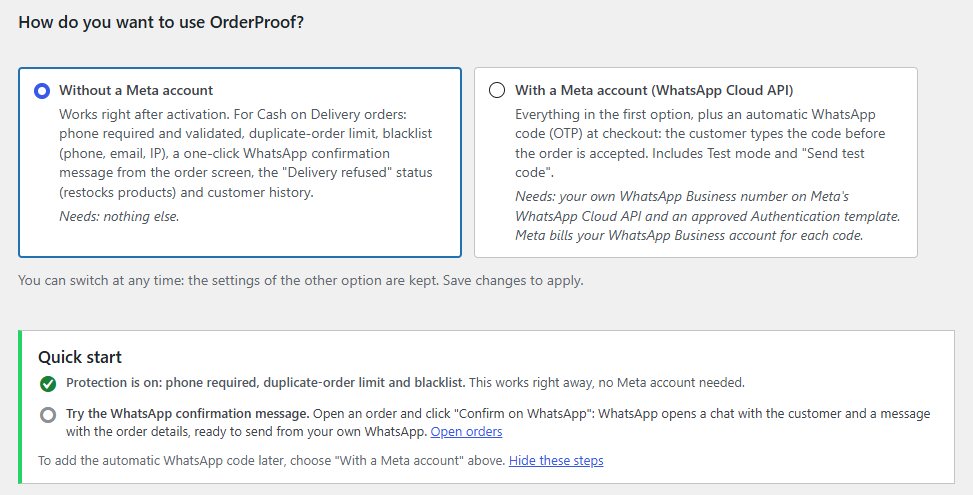 How do you want to use OrderProof?
Without a Meta account
Works right after activation. For Cash on Delivery orders:
phone required and validated, duplicate-order limit, blacklist
(phone, email, IP), a one-click WhatsApp confirmation
message from the order screen, the "Delivery refused" status
(restocks products) and customer history.
Needs: nothing else.
With a Meta account (WhatsApp Cloud API)
Everything in the first option, plus an automatic WhatsApp
code (OTP) at checkout: the customer types the code before
the order is accepted. Includes Test mode and "Send test
code".
Needs: your own WhatsApp Business number on Meta's
WhatsApp Cloud API and an approved Authentication template.
Meta bills your WhatsApp Business account for each code.
You can switch at any time: the settings of the other option are kept. Save changes to apply.
Quick start
Protection is on: phone required, duplicate-order limit and blacklist. This works right away, no Meta account needed.
Try the WhatsApp confirmation message. Open an order and click "Confirm on WhatsApp": WhatsApp opens a chat with the customer and a message
with the order details, ready to send from your own WhatsApp. Open orders
To add the automatic WhatsApp code later, choose "With a Meta account" above. Hide these steps